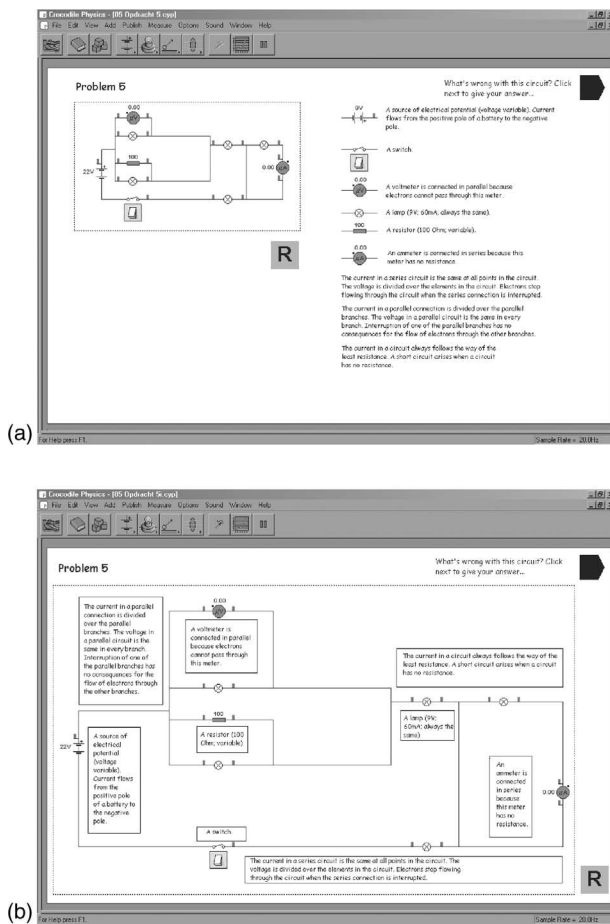 Crocodile Physics - [05 Opdracht 5.cyp]
File Edit View Add Publish Measure Options Sound Window Help
Problem 5
What's wrong with this circuit? Click
next to give your answer...
0.00
µV
100
22V
0.00
µA
R
9V
A source of electrical potential (voltage variable). Current
flows from the positive pole of a battery to the negative
pole.
A switch.
0.00
µV
A voltmeter is connected in parallel because
electrons cannot pass through this meter.
A lamp (9V; 60mA; always the same).
100
A resistor (100 Ohm; variable).
0.00
µA
An ammeter is connected in series because this
meter has no resistance.
The current in a series circuit is the same at all points in the circuit.
The voltage is divided over the elements in the circuit. Electrons stop
flowing through the circuit when the series connection is interrupted.
The current in a parallel connection is divided over the parallel
branches. The voltage in a parallel circuit is the same in every
branch. Interruption of one of the parallel branches has no
consequences for the flow of electrons through the other branches.
The current in a circuit always follows the way of the
least resistance. A short circuit arises when a circuit
has no resistance.
(a)
For Help press F1.
Sample Rate = 20.0Hz
Crocodile Physics - [05 Opdracht 5i.cyp]
File Edit View Add Publish Measure Options Sound Window Help
Problem 5
What's wrong with this circuit? Click
next to give your answer...
The current in a parallel
connection is divided
over the parallel
branches. The voltage in
a parallel circuit is the
same in every branch.
Interruption of one of
the parallel branches has
no consequences for the
flow of electrons through
the other branches.
0.00
µV
A voltmeter is
connected in parallel
because electrons
cannot pass through
this meter.
The current in a circuit always follows the way of the
least resistance. A short circuit arises when a circuit
has no resistance.
100
A resistor (100
Ohm; variable)
A lamp (9V;
60mA; always the
same)
22V
A source of
electrical
potential
(voltage
variable).
Current flows
from the
positive pole
of a battery to
the negative
pole.
An
ammeter is
connected
in series
because
this meter
has no
resistance.
0.00
µA
A switch.
The current in a series circuit is the same at all points in the circuit. The
voltage is divided over the elements in the circuit. Electrons stop flowing
through the circuit when the series connection is interrupted.
R
(b)
For Help press F1.
Sample Rate = 20.0Hz